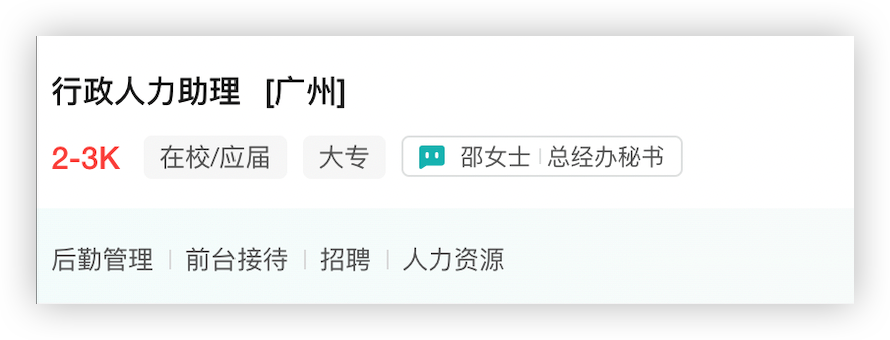 行政人力助理 [广州]
2-3K 在校/应届 大专 邵女士 | 总经办秘书
后勤管理 | 前台接待 | 招聘 | 人力资源